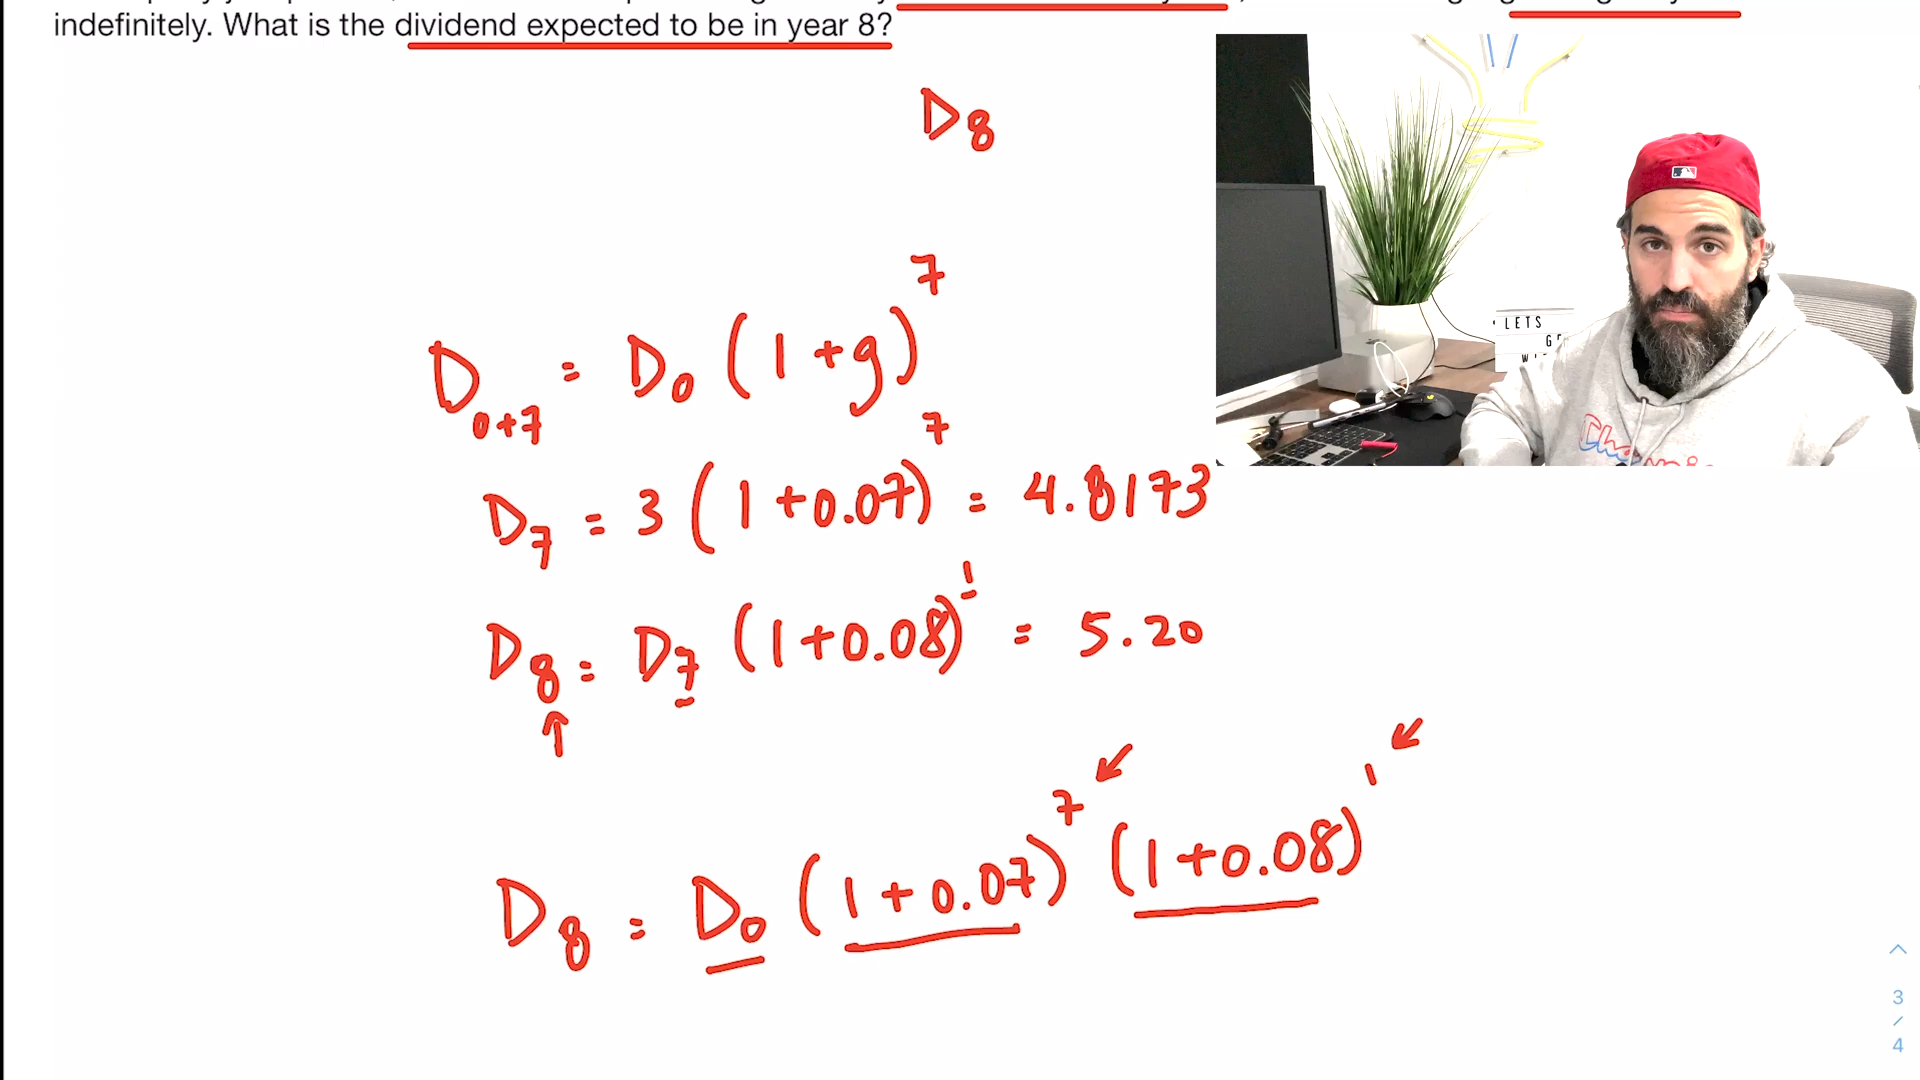 indefinitely. What is the dividend expected to be in year 8?
D8
D0+7 = D0 (1+g)^7
D7 = 3 (1+0.07)^7 = 4.8173
D8 = D7 (1+0.08)^1 = 5.20
D8 = D0 (1+0.07)^7 (1+0.08)^1
LETS
3
/
4